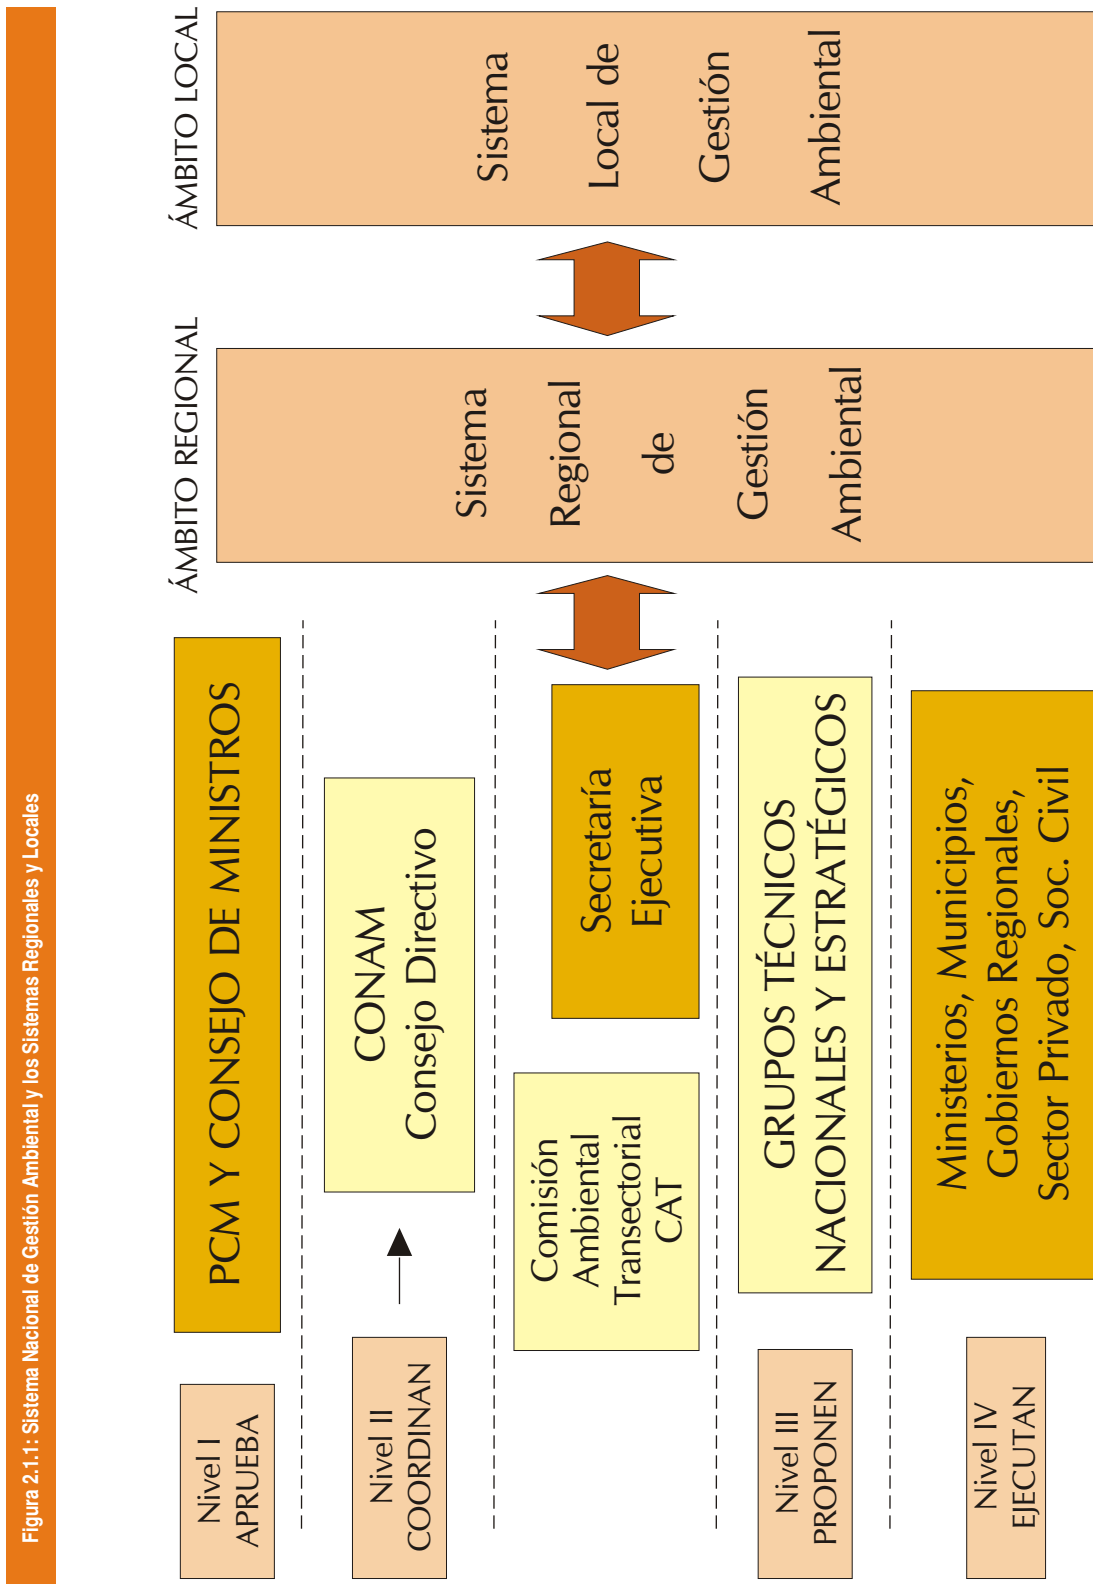 Figura 2.1.1: Sistema Nacional de Gestión Ambiental y los Sistemas Regionales y Locales
Nivel I
APRUEBA
PCM Y CONSEJO DE MINISTROS
Nivel II
COORDINAN
CONAM
Consejo Directivo
Comisión
Ambiental
Transectorial
CAT
Secretaría
Ejecutiva
Nivel III
PROPONEN
GRUPOS TÉCNICOS
NACIONALES Y ESTRATÉGICOS
Nivel IV
EJECUTAN
Ministerios, Municipios,
Gobiernos Regionales,
Sector Privado, Soc. Civil
ÁMBITO REGIONAL
Sistema
Regional
de
Gestión
Ambiental
ÁMBITO LOCAL
Sistema
Local de
Gestión
Ambiental